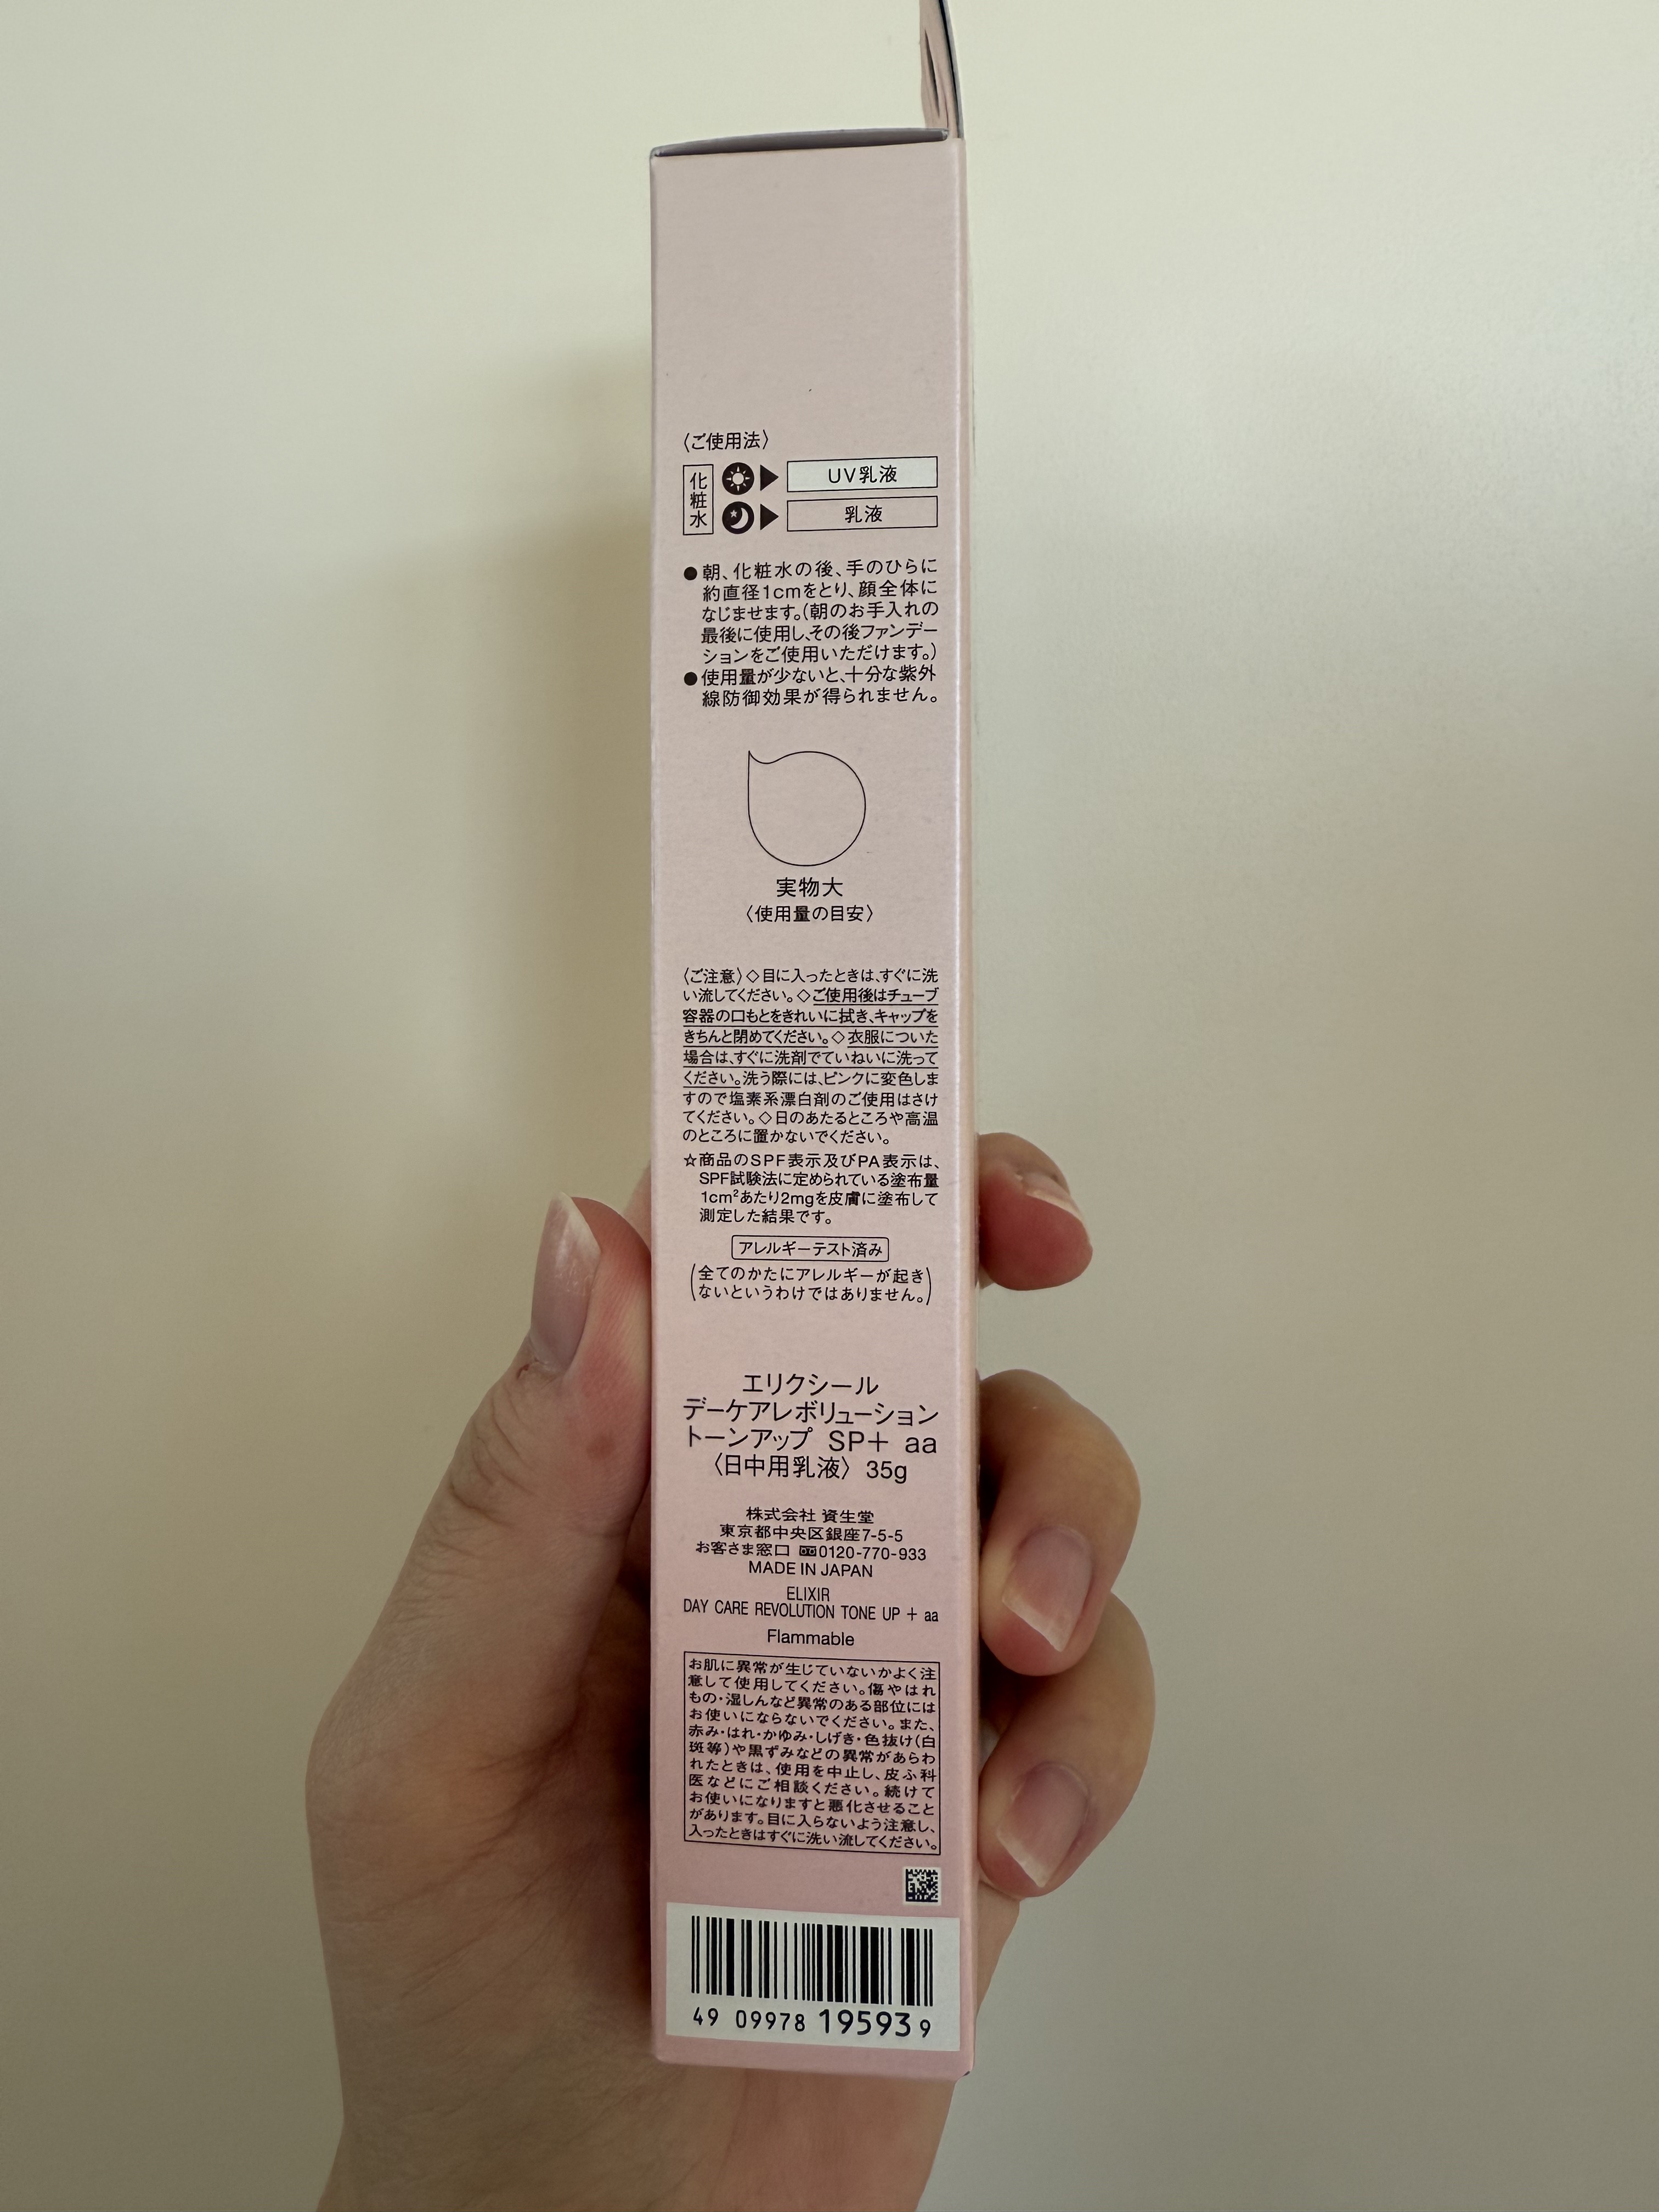 〈ご使用法〉
化粧水
UV乳液
乳液
●朝、化粧水の後、手のひらに
約直径1cmをとり、顔全体に
なじませます。(朝のお手入れの
最後に使用し、その後ファンデー
ションをご使用いただけます。)
●使用量が少ないと、十分な紫外
線防御効果が得られません。
実物大
〈使用量の目安〉
〈ご注意〉◇目に入ったときは、すぐに洗
い流してください。◇ご使用後はチューブ
容器の口もとをきれいに拭き、キャップを
きちんと閉めてください。◇衣服についた
場合は、すぐに洗剤でていねいに洗って
ください。洗う際には、ピンクに変色しま
すので塩素系漂白剤のご使用はさけ
てください。◇日のあたるところや高温
のところに置かないでください。
☆商品のSPF表示及びPA表示は、
SPF試験法に定められている塗布量
1cm²あたり2mgを皮膚に塗布して
測定した結果です。
アレルギーテスト済み
(全てのかたにアレルギーが起き
ないというわけではありません。)
エリクシール
デーケアレボリューション
トーンアップ SP+ aa
〈日中用乳液〉 35g
株式会社 資生堂
東京都中央区銀座7-5-5
お客さま窓口 0120-770-933
MADE IN JAPAN
ELIXIR
DAY CARE REVOLUTION TONE UP + aa
Flammable
お肌に異常が生じていないかよく注
意して使用してください。傷やはれ
もの・湿しんなど異常のある部位には
お使いにならないでください。また、
赤み・はれ・かゆみ・しげき・色抜け(白
斑等)や黒ずみなどの異常があらわ
れたときは、使用を中止し、皮ふ科
医などにご相談ください。続けて
お使いになりますと悪化させること
があります。目に入らないよう注意し、
入ったときはすぐに洗い流してください。
49 09978 195939